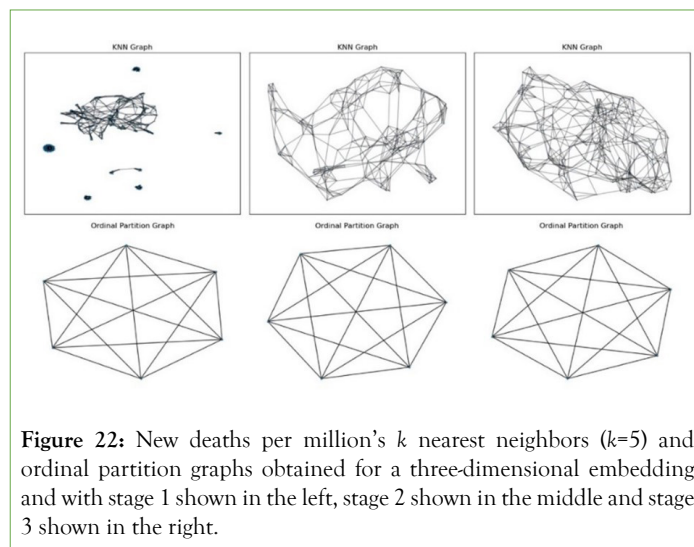 KNN Graph
KNN Graph
KNN Graph
Ordinal Partition Graph
Ordinal Partition Graph
Ordinal Partition Graph
Figure 22: New deaths per million's k nearest neighbors (k=5) and
ordinal partition graphs obtained for a three-dimensional embedding
and with stage 1 shown in the left, stage 2 shown in the middle and stage
3 shown in the right.